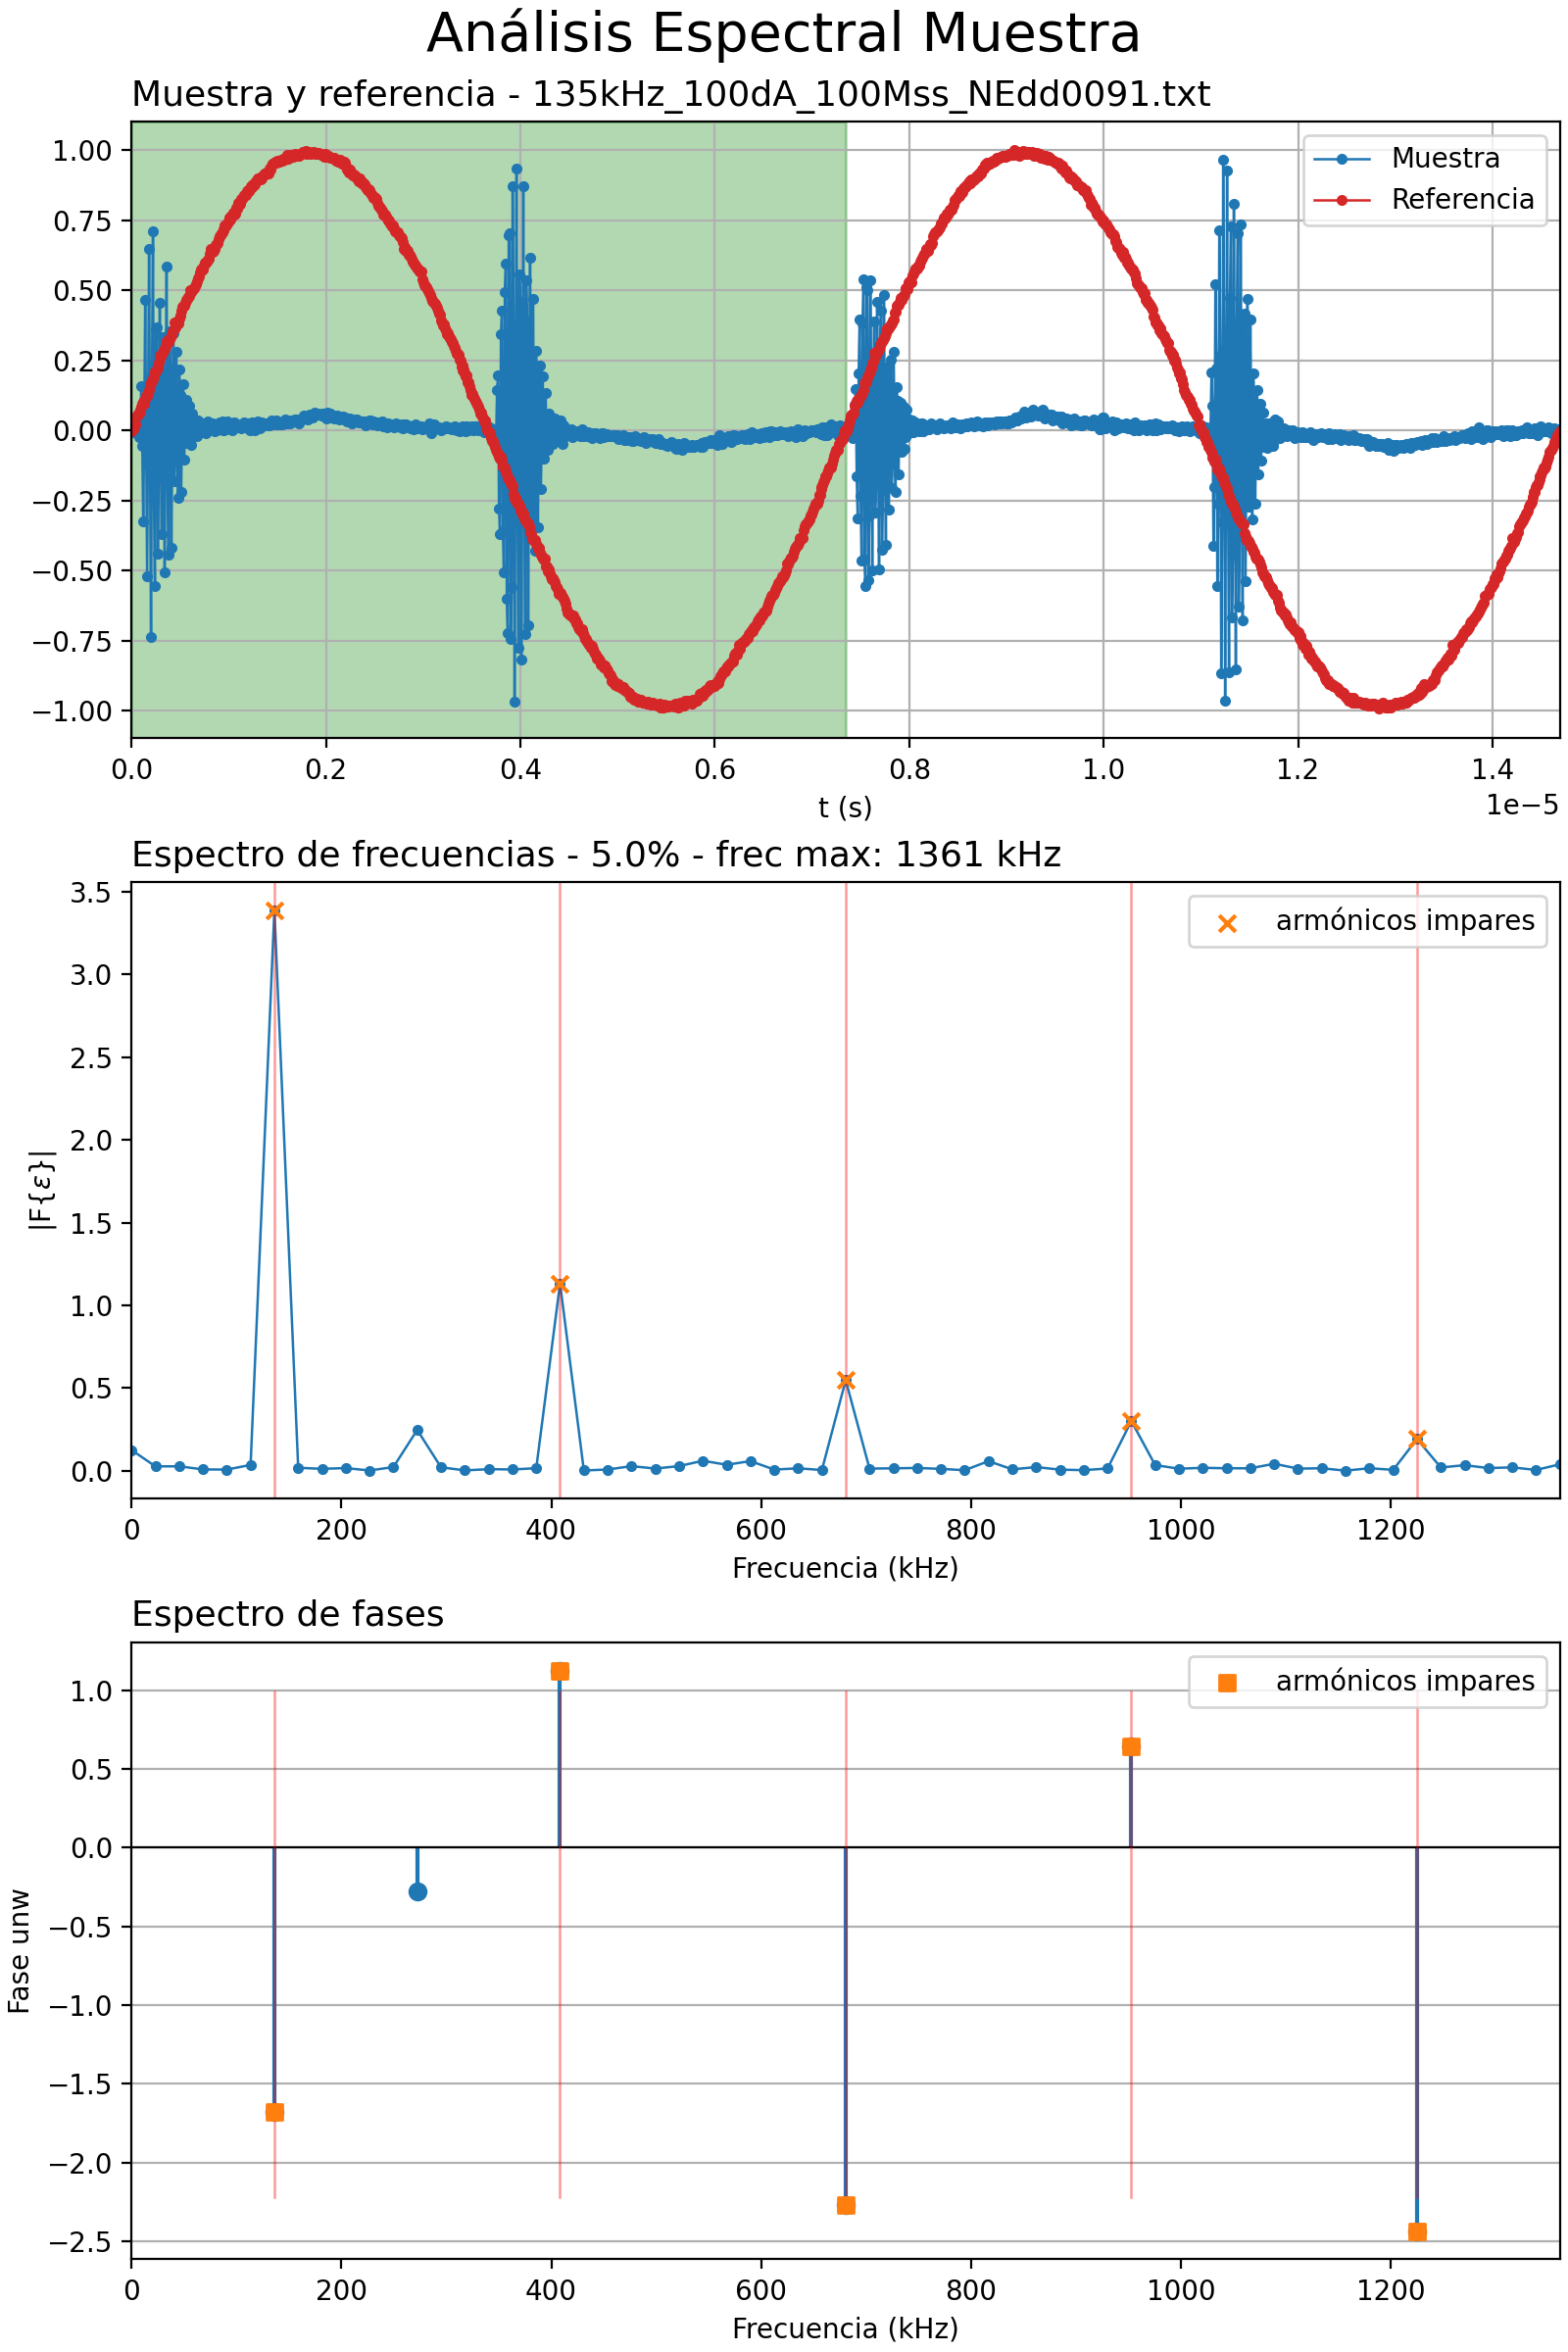 Análisis Espectral Muestra
Muestra y referencia - 135kHz_100dA_100Mss_NEdd0091.txt
1.00
0.75
0.50
0.25
0.00
−0.25
−0.50
−0.75
−1.00
Muestra
Referencia
0.0 0.2 0.4 0.6 0.8 1.0 1.2 1.4
t (s)
1e−5
Espectro de frecuencias - 5.0% - frec max: 1361 kHz
3.5
3.0
2.5
2.0
1.5
1.0
0.5
0.0
|F{ε}|
armónicos impares
0 200 400 600 800 1000 1200
Frecuencia (kHz)
Espectro de fases
1.0
0.5
0.0
−0.5
−1.0
−1.5
−2.0
−2.5
Fase unw
armónicos impares
0 200 400 600 800 1000 1200
Frecuencia (kHz)